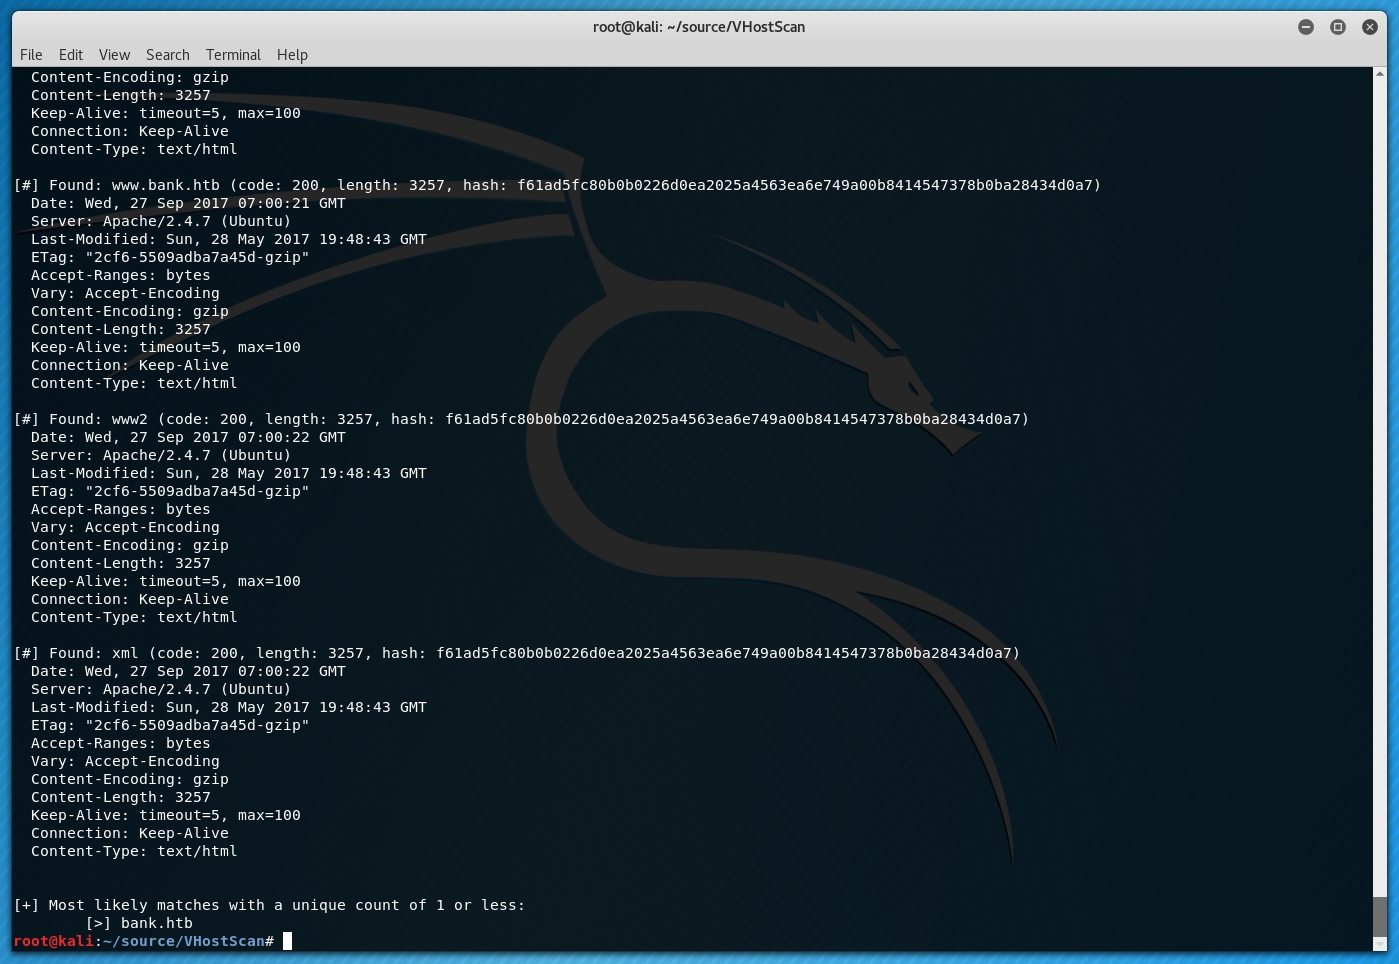 root@kali: ~/source/VHostScan
File Edit View Search Terminal Help
Content-Encoding: gzip
Content-Length: 3257
Keep-Alive: timeout=5, max=100
Connection: Keep-Alive
Content-Type: text/html
[#] Found: www.bank.htb (code: 200, length: 3257, hash: f61ad5fc80b0b0226d0ea2025a4563ea6e749a00b8414547378b0ba28434d0a7)
Date: Wed, 27 Sep 2017 07:00:21 GMT
Server: Apache/2.4.7 (Ubuntu)
Last-Modified: Sun, 28 May 2017 19:48:43 GMT
ETag: "2cf6-5509adba7a45d-gzip"
Accept-Ranges: bytes
Vary: Accept-Encoding
Content-Encoding: gzip
Content-Length: 3257
Keep-Alive: timeout=5, max=100
Connection: Keep-Alive
Content-Type: text/html
[#] Found: www2 (code: 200, length: 3257, hash: f61ad5fc80b0b0226d0ea2025a4563ea6e749a00b8414547378b0ba28434d0a7)
Date: Wed, 27 Sep 2017 07:00:22 GMT
Server: Apache/2.4.7 (Ubuntu)
Last-Modified: Sun, 28 May 2017 19:48:43 GMT
ETag: "2cf6-5509adba7a45d-gzip"
Accept-Ranges: bytes
Vary: Accept-Encoding
Content-Encoding: gzip
Content-Length: 3257
Keep-Alive: timeout=5, max=100
Connection: Keep-Alive
Content-Type: text/html
[#] Found: xml (code: 200, length: 3257, hash: f61ad5fc80b0b0226d0ea2025a4563ea6e749a00b8414547378b0ba28434d0a7)
Date: Wed, 27 Sep 2017 07:00:22 GMT
Server: Apache/2.4.7 (Ubuntu)
Last-Modified: Sun, 28 May 2017 19:48:43 GMT
ETag: "2cf6-5509adba7a45d-gzip"
Accept-Ranges: bytes
Vary: Accept-Encoding
Content-Encoding: gzip
Content-Length: 3257
Keep-Alive: timeout=5, max=100
Connection: Keep-Alive
Content-Type: text/html
[+] Most likely matches with a unique count of 1 or less:
[>] bank.htb
root@kali:~/source/VHostScan#